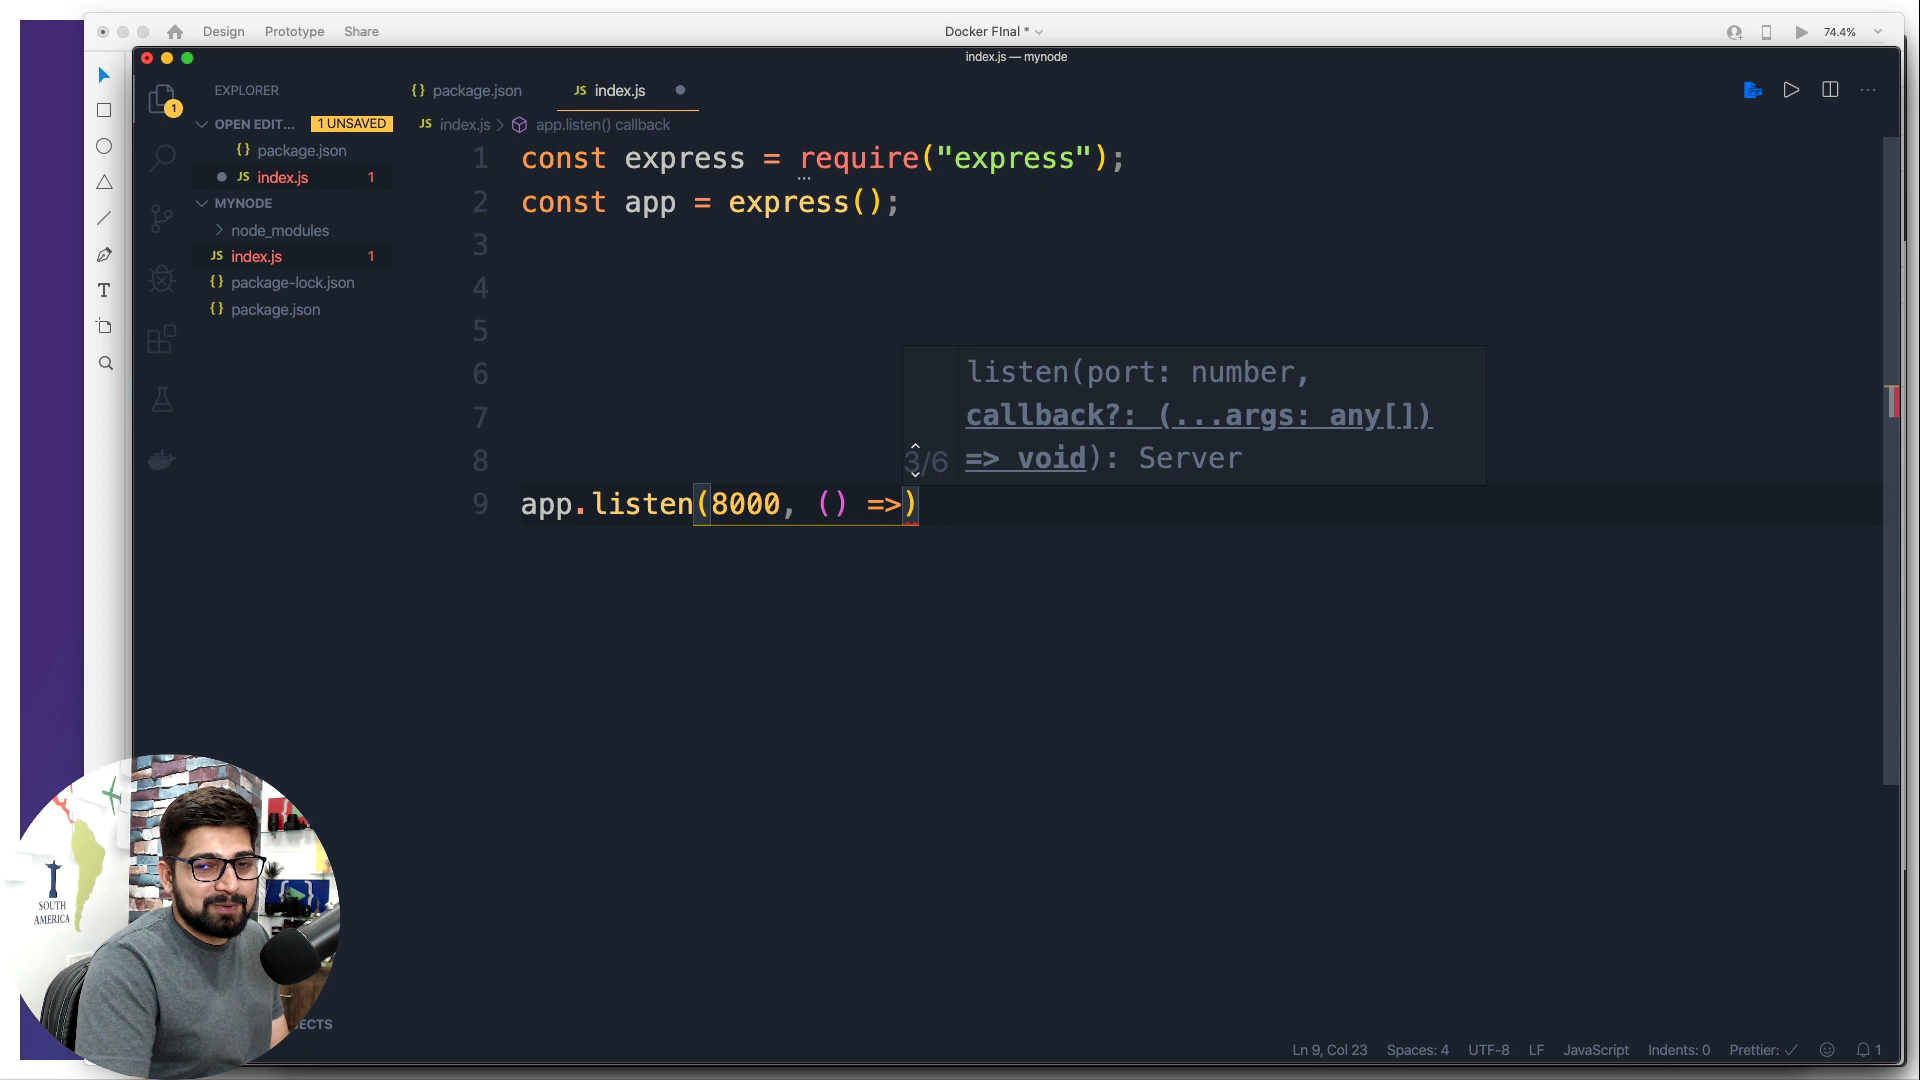 Design Prototype Share
Docker FInal *
74.4%
index.js — mynode
EXPLORER
{} package.json
JS index.js
OPEN EDIT... 1 UNSAVED
JS index.js > app.listen() callback
1
{} package.json
JS index.js 1
MYNODE
node_modules
JS index.js 1
{} package-lock.json
{} package.json
1 const express = require("express");
2 const app = express();
3
4
5
6
7
8
9 app.listen(8000, () =>)
listen(port: number,
callback?: (...args: any[])
=> void): Server
3/6
SOUTH
AMERICA
ECTS
Ln 9, Col 23 Spaces: 4 UTF-8 LF JavaScript Indents: 0 Prettier: ✓ 1